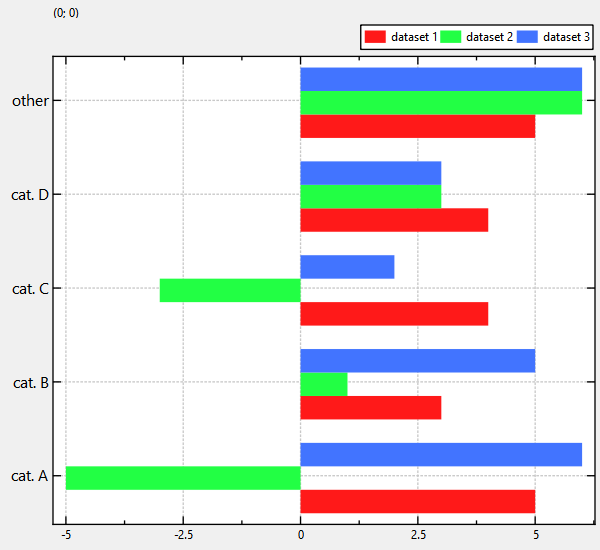 (0; 0)
dataset 1 dataset 2 dataset 3
other
cat. D
cat. C
cat. B
cat. A
-5 -2.5 0 2.5 5